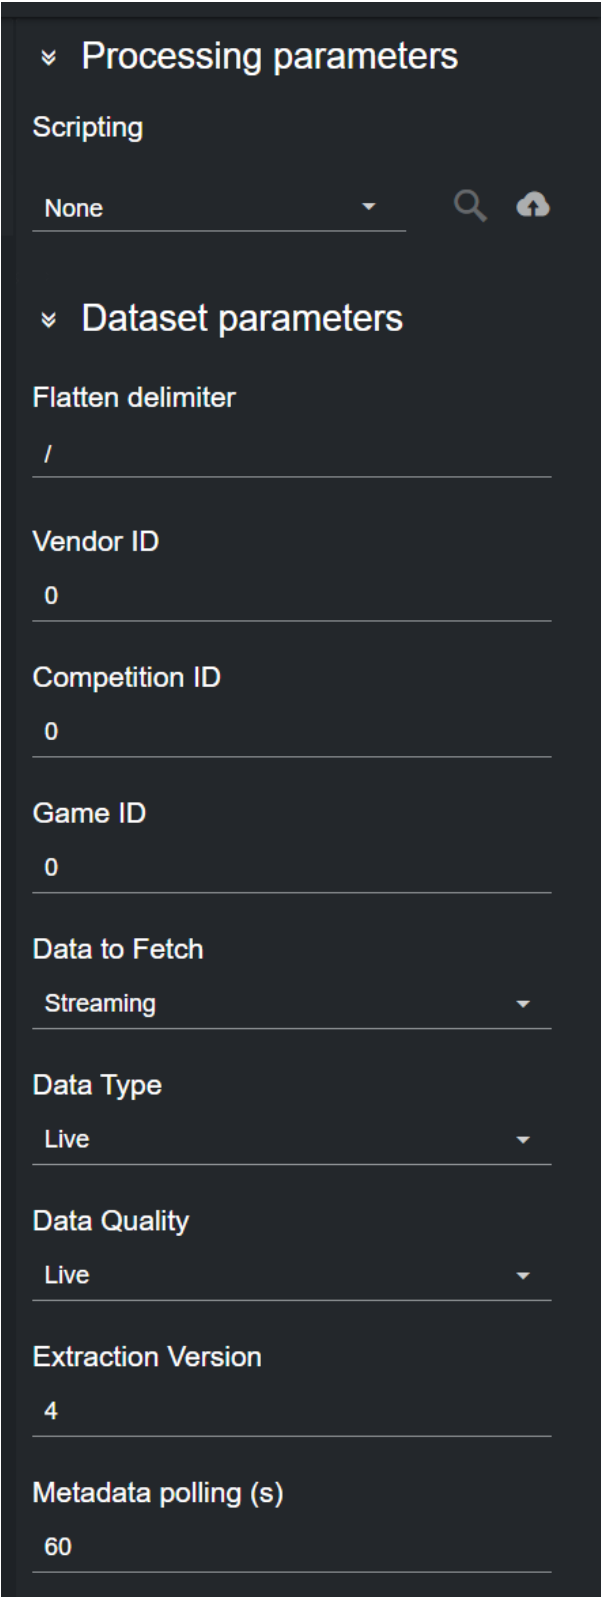 Processing parameters
Scripting
None
Dataset parameters
Flatten delimiter
/
Vendor ID
0
Competition ID
0
Game ID
0
Data to Fetch
Streaming
Data Type
Live
Data Quality
Live
Extraction Version
4
Metadata polling (s)
60